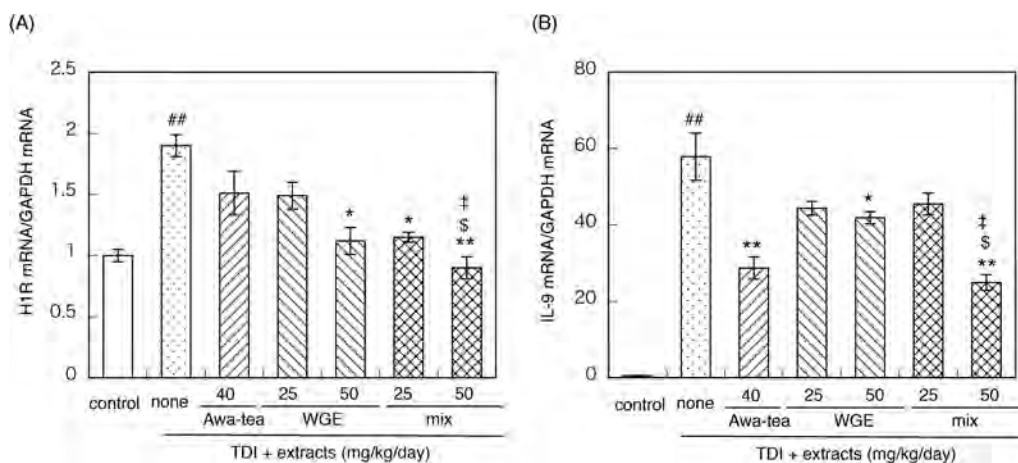 (A)
H1R mRNA/GAPDH mRNA
2.5
2
1.5
1
0.5
0
##
*
*
‡
$
**
control
none
40
25
50
25
50
Awa-tea
WGE
mix
TDI + extracts (mg/kg/day)
(B)
IL-9 mRNA/GAPDH mRNA
80
60
40
20
0
##
**
*
‡
$
**
control
none
40
25
50
25
50
Awa-tea
WGE
mix
TDI + extracts (mg/kg/day)